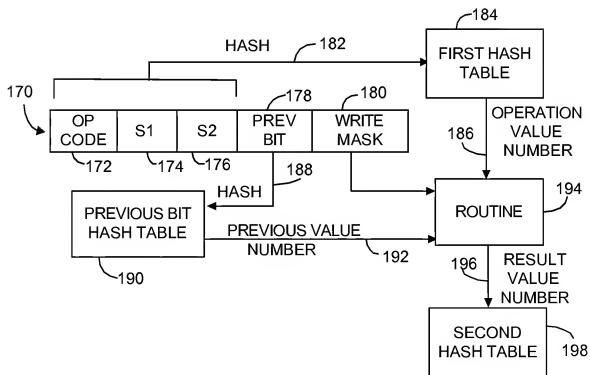 184
HASH
182
FIRST HASH
TABLE
170
178
180
OP
CODE
S1
S2
PREV
BIT
WRITE
MASK
OPERATION
VALUE
NUMBER
186
172
174
176
188
HASH
PREVIOUS BIT
HASH TABLE
PREVIOUS VALUE
NUMBER
192
ROUTINE
194
190
196
RESULT
VALUE
NUMBER
SECOND
HASH TABLE
198